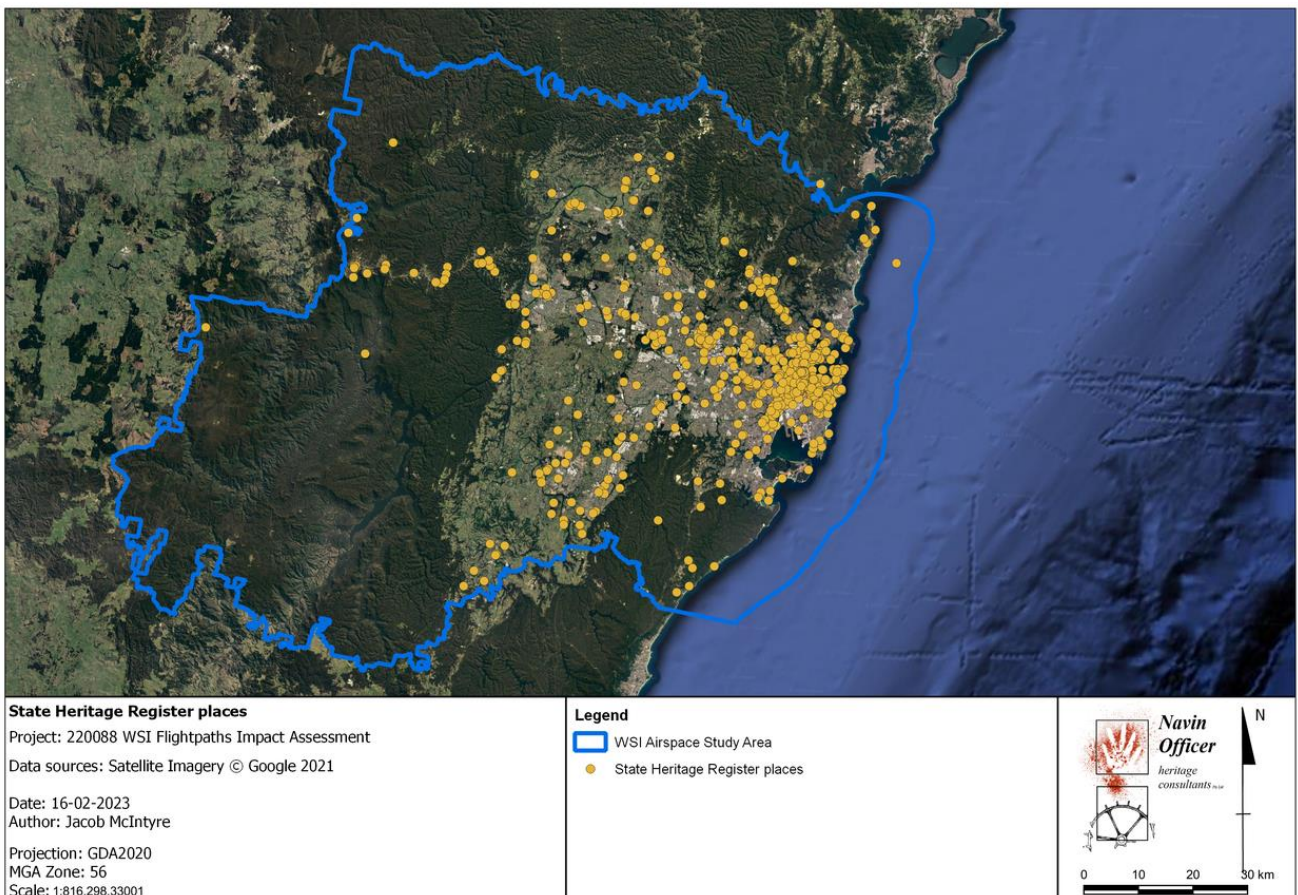 State Heritage Register places
Project: 220088 WSI Flightpaths Impact Assessment
Data sources: Satellite Imagery © Google 2021
Date: 16-02-2023
Author: Jacob McIntyre
Projection: GDA2020
MGA Zone: 56
Scale: 1:816,298.33001
Legend
WSI Airspace Study Area
State Heritage Register places
Navin
Officer
heritage
consultants
N
0 10 20 30 km